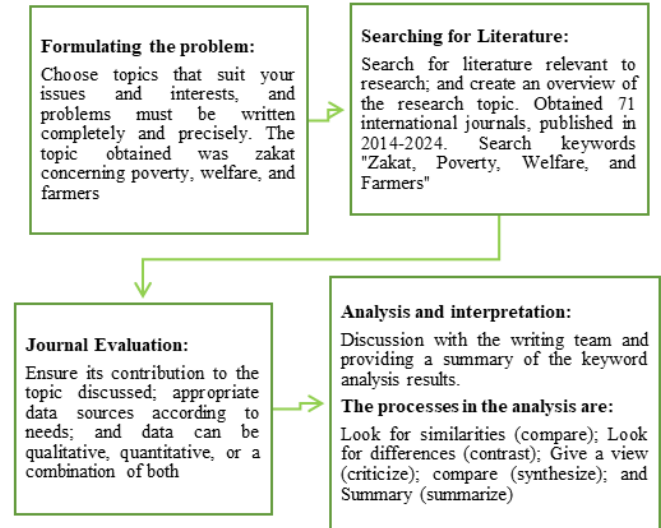 Formulating the problem:
Choose topics that suit your
issues and interests, and
problems must be written
completely and precisely. The
topic obtained was zakat
concerning poverty, welfare, and
farmers
Searching for Literature:
Search for literature relevant to
research; and create an overview
of the research topic. Obtained 71
international journals, published in
2014-2024. Search keywords
"Zakat, Poverty, Welfare, and
Farmers"
Journal Evaluation:
Ensure its contribution to the
topic discussed; appropriate
data sources according to
needs; and data can be
qualitative, quantitative, or a
combination of both
Analysis and interpretation:
Discussion with the writing team and
providing a summary of the keyword
analysis results.
The processes in the analysis are:
Look for similarities (compare); Look
for differences (contrast); Give a view
(criticize); compare (synthesize); and
Summary (summarize)